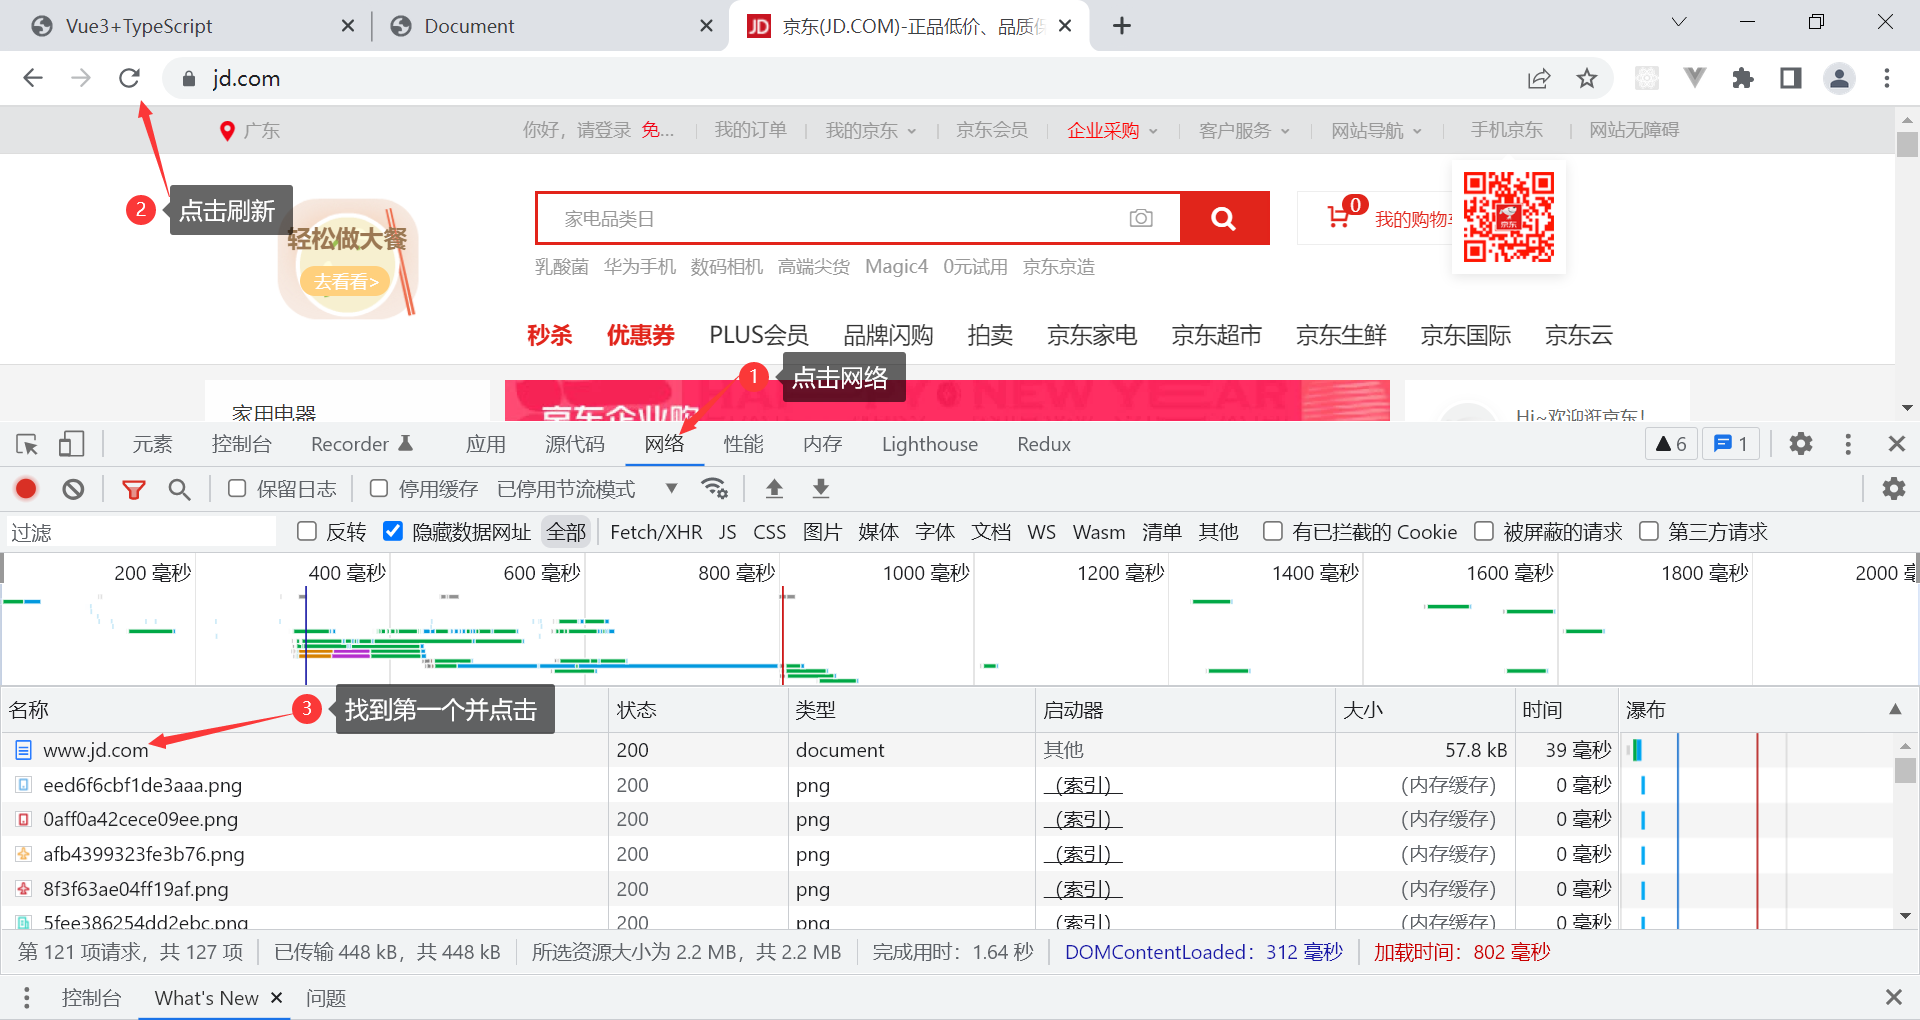 Vue3+TypeScript
Document
JD 京东(JD.COM)-正品低价、品质
jd.com
广东
你好，请登录 免...
我的订单
我的京东
京东会员
企业采购
客户服务
网站导航
手机京东
网站无障碍
2 点击刷新
轻松做大餐
去看看>
家电品类日
0 我的购物
京东
乳酸菌 华为手机 数码相机 高端尖货 Magic4 0元试用 京东京造
秒杀 优惠券 PLUS会员 品牌闪购 拍卖 京东家电 京东超市 京东生鲜 京东国际 京东云
1 点击网络
家用电器
京东企业购
NEW YEAR
Hi~欢迎逛京东!
元素 控制台 Recorder 应用 源代码 网络 性能 内存 Lighthouse Redux
6 1
保留日志 停用缓存 已停用节流模式
过滤 反转 隐藏数据网址 全部 Fetch/XHR JS CSS 图片 媒体 字体 文档 WS Wasm 清单 其他 有已拦截的 Cookie 被屏蔽的请求 第三方请求
200 毫秒 400 毫秒 600 毫秒 800 毫秒 1000 毫秒 1200 毫秒 1400 毫秒 1600 毫秒 1800 毫秒 2000 毫
3 找到第一个并点击
名称 状态 类型 启动器 大小 时间 瀑布
www.jd.com 200 document 其他 57.8 kB 39 毫秒
eed6f6cbf1de3aaa.png 200 png （索引） (内存缓存) 0 毫秒
0aff0a42cece09ee.png 200 png （索引） (内存缓存) 0 毫秒
afb4399323fe3b76.png 200 png （索引） (内存缓存) 0 毫秒
8f3f63ae04ff19af.png 200 png （索引） (内存缓存) 0 毫秒
5fee386254dd2ebc.png 200 png （索引） (内存缓存) 0 毫秒
第 121 项请求，共 127 项 已传输 448 kB，共 448 kB 所选资源大小为 2.2 MB，共 2.2 MB 完成用时：1.64 秒 DOMContentLoaded：312 毫秒 加载时间：802 毫秒
控制台 What's New 问题